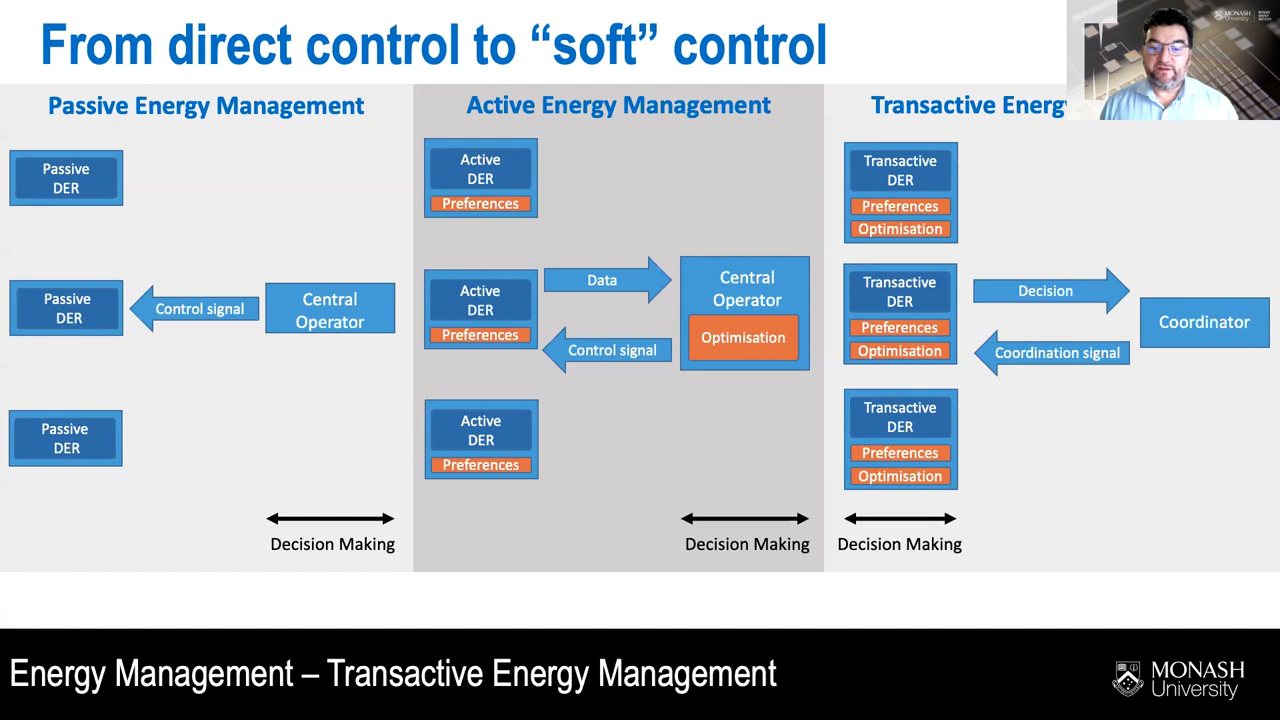 From direct control to “soft” control
MONASH
University
Passive Energy Management
Passive
DER
Passive
DER
Control signal
Central
Operator
Passive
DER
Decision Making
Active Energy Management
Active
DER
Preferences
Active
DER
Preferences
Data
Control signal
Central
Operator
Optimisation
Active
DER
Preferences
Decision Making
Transactive Energy
Transactive
DER
Preferences
Optimisation
Transactive
DER
Preferences
Optimisation
Decision
Coordination signal
Coordinator
Transactive
DER
Preferences
Optimisation
Decision Making
Energy Management – Transactive Energy Management
MONASH
University